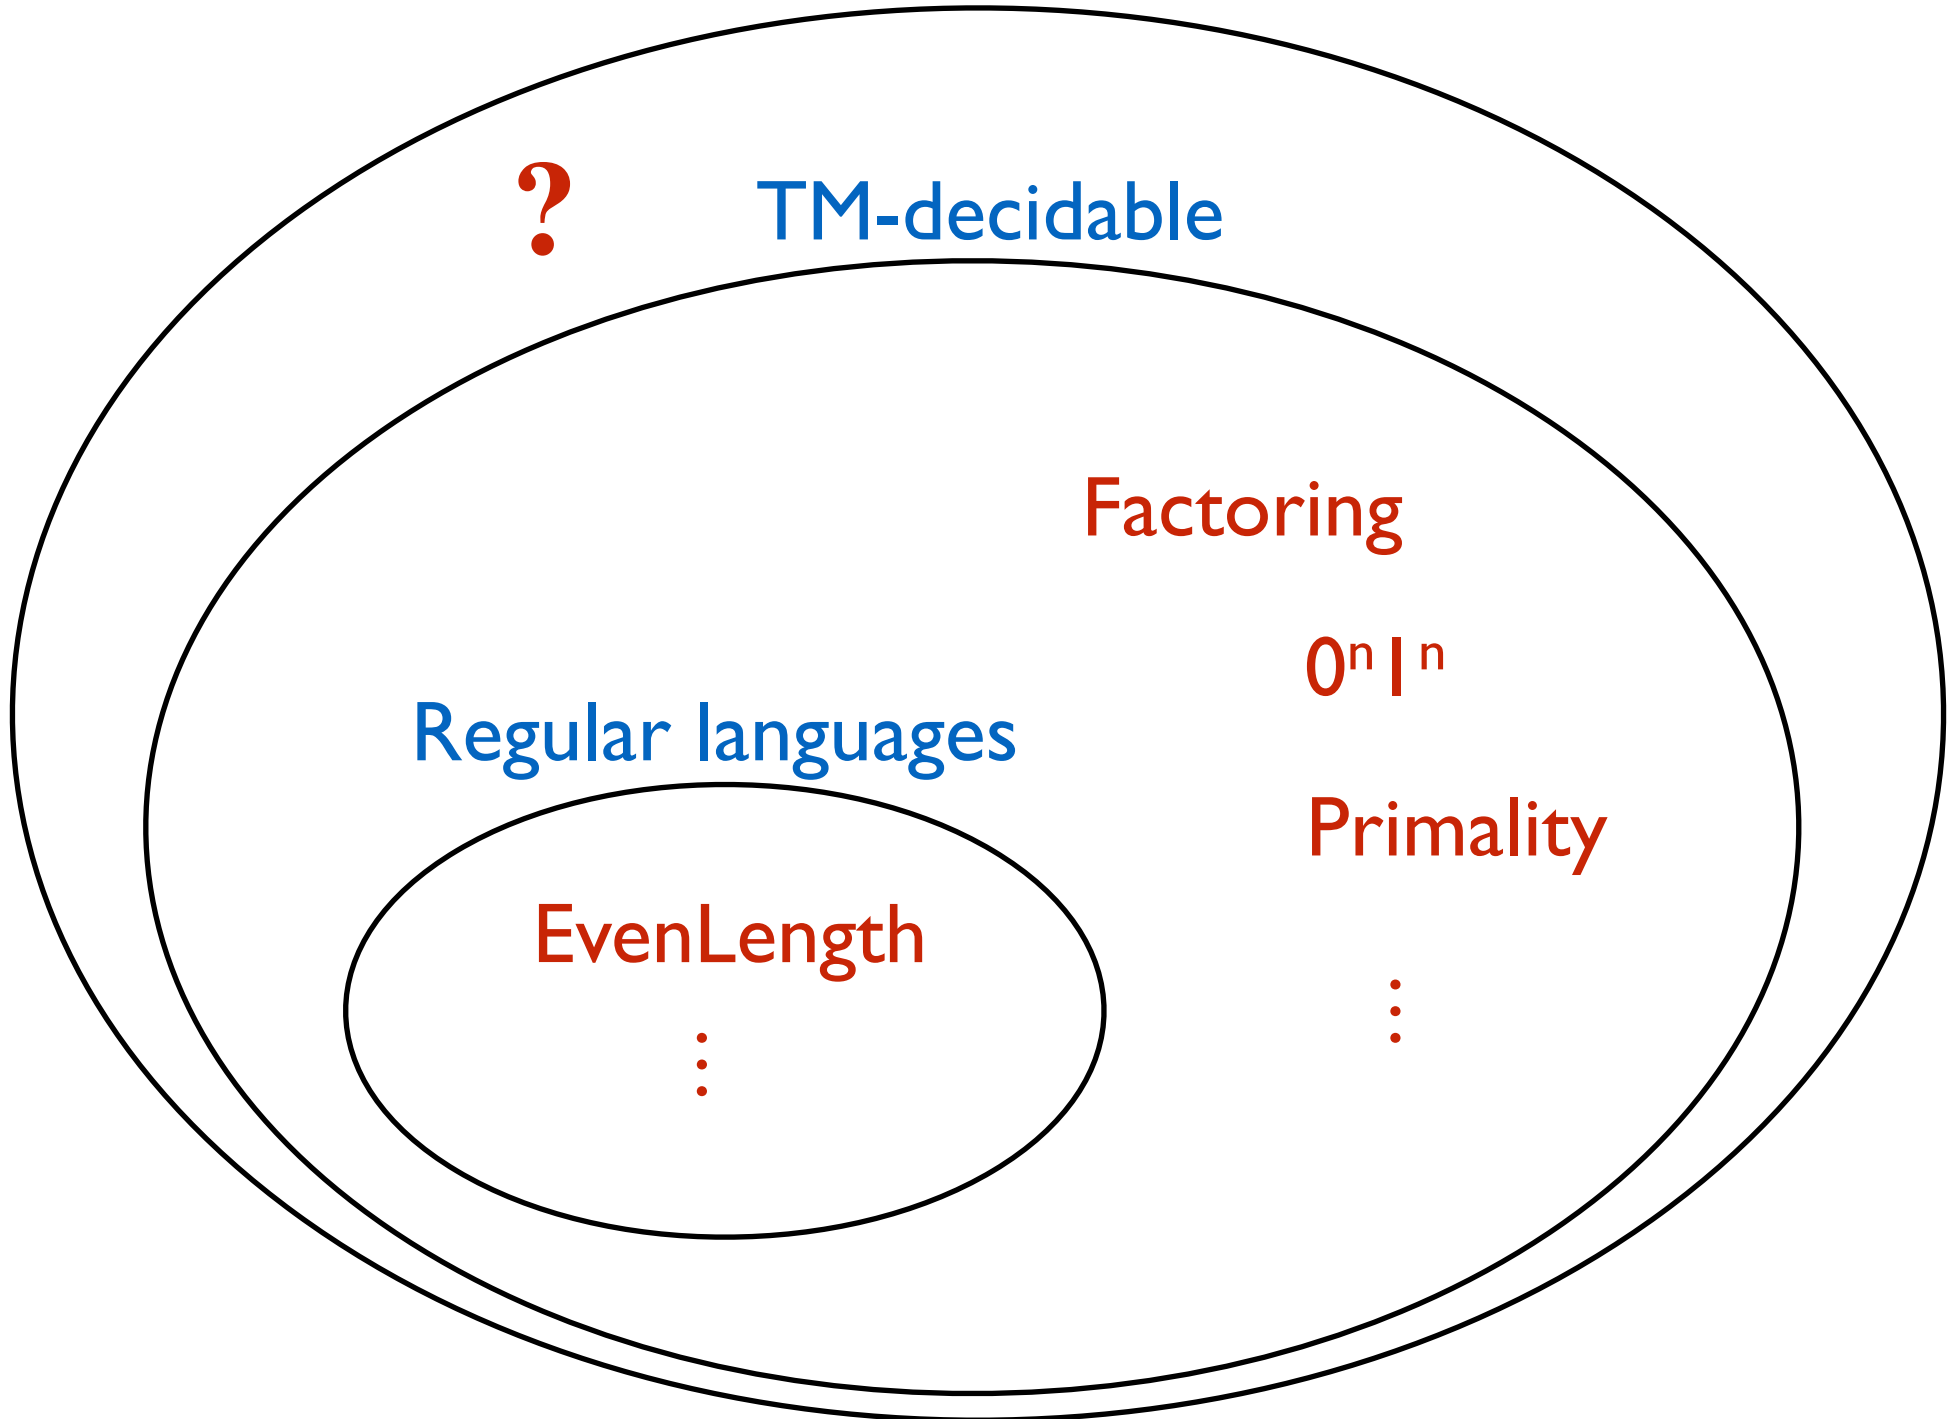 ? TM-decidable
Factoring
0ⁿ1ⁿ
Regular languages
Primality
EvenLength
⋮
⋮